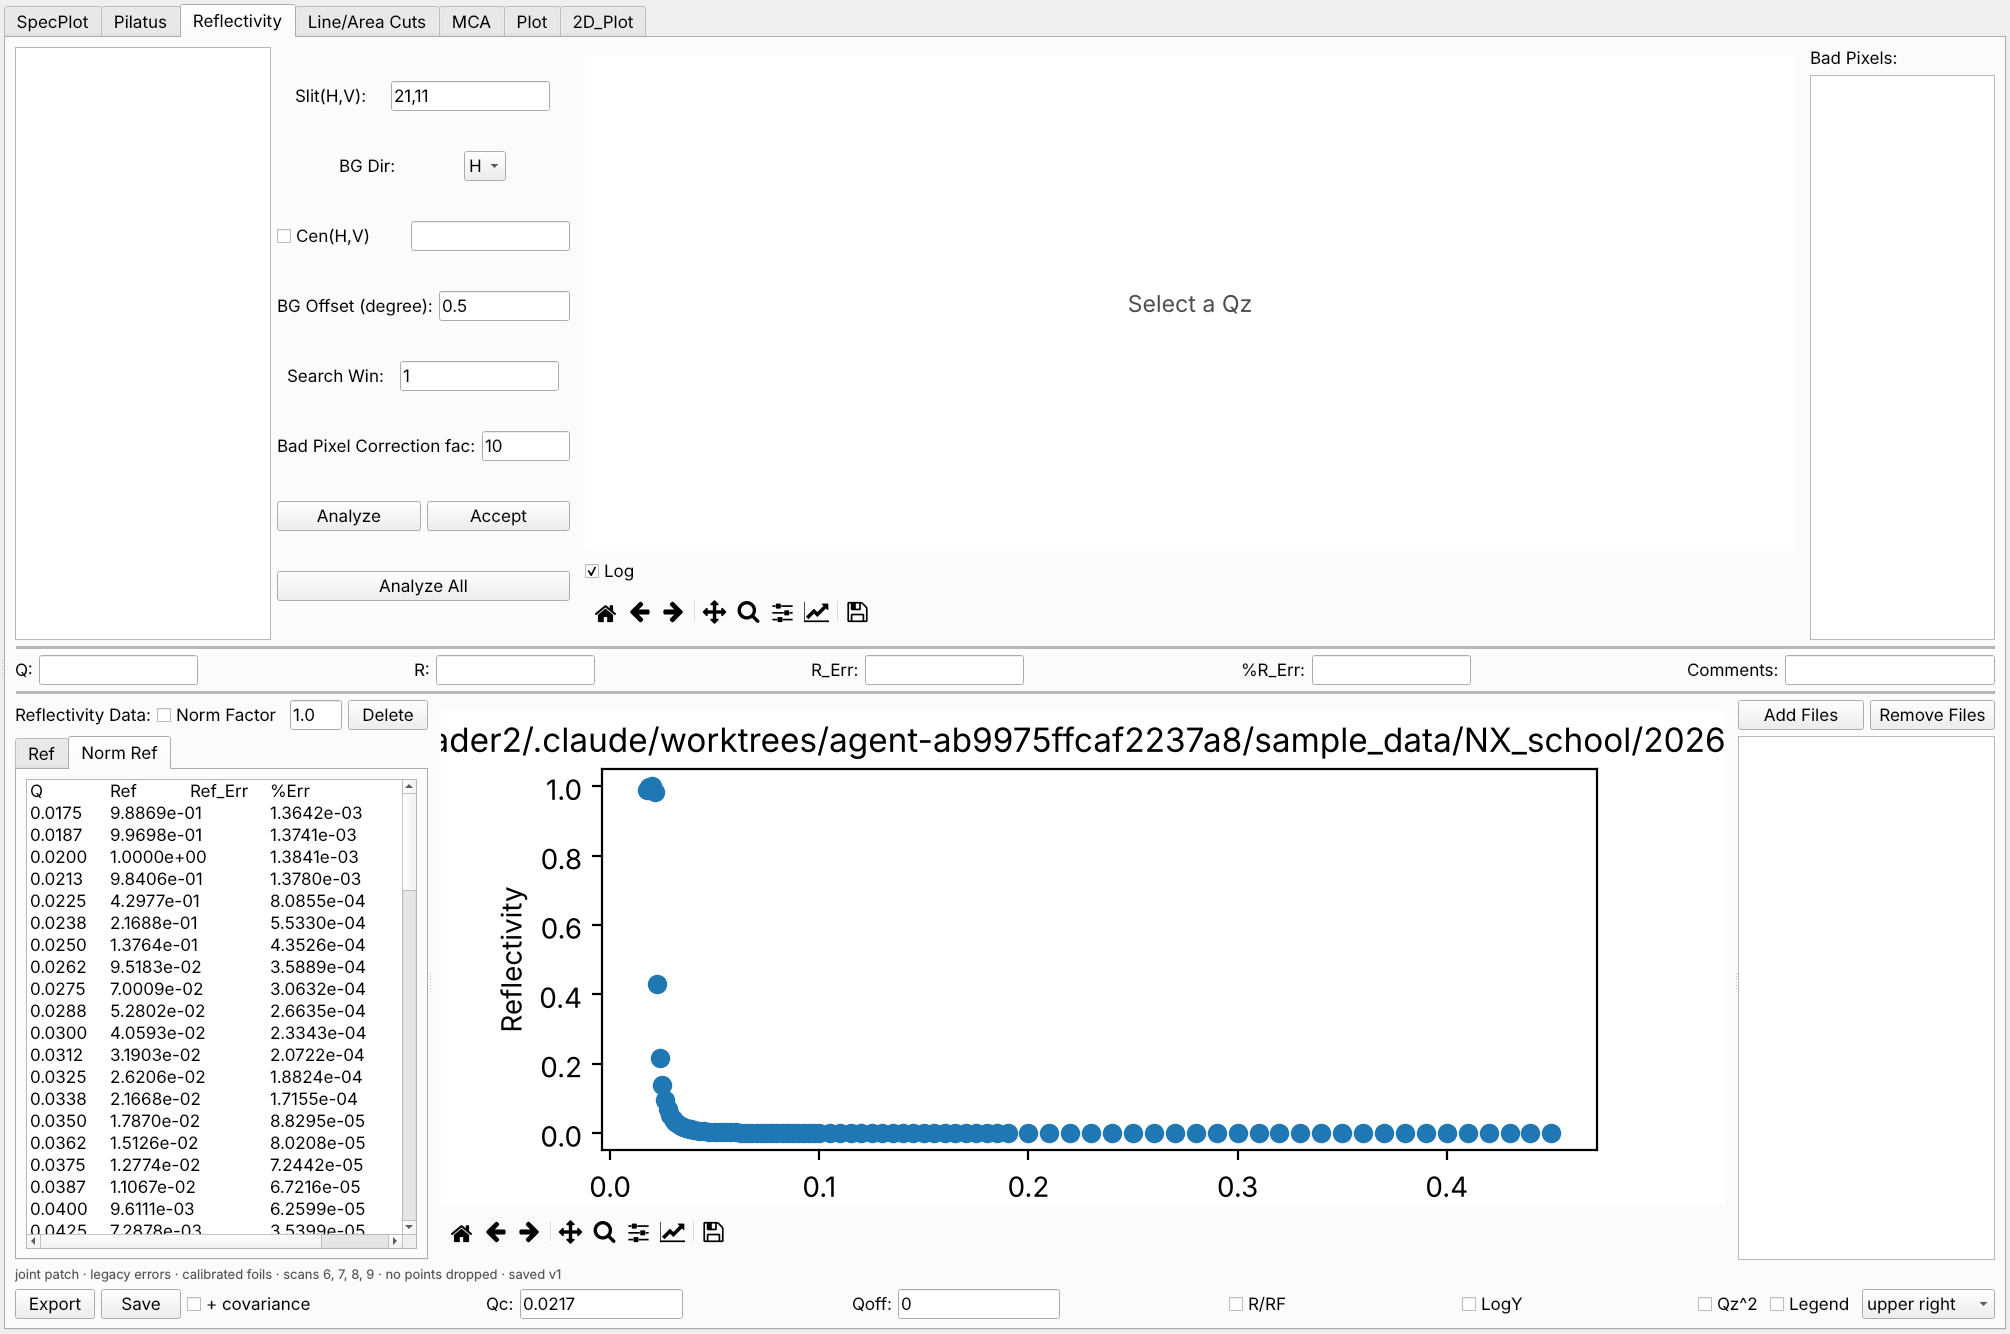 SpecPlot Pilatus Reflectivity Line/Area Cuts MCA Plot 2D_Plot
Slit(H,V): 21,11
BG Dir: H
Cen(H,V)
BG Offset (degree): 0.5
Search Win: 1
Bad Pixel Correction fac: 10
Analyze Accept
Analyze All
Select a Qz
Log
Bad Pixels:
Q: R: R_Err: %R_Err: Comments:
Reflectivity Data: Norm Factor 1.0 Delete
Ref Norm Ref
Q Ref Ref_Err %Err
0.0175 9.8869e-01 1.3642e-03
0.0187 9.9698e-01 1.3741e-03
0.0200 1.0000e+00 1.3841e-03
0.0213 9.8406e-01 1.3780e-03
0.0225 4.2977e-01 8.0855e-04
0.0238 2.1688e-01 5.5330e-04
0.0250 1.3764e-01 4.3526e-04
0.0262 9.5183e-02 3.5889e-04
0.0275 7.0009e-02 3.0632e-04
0.0288 5.2802e-02 2.6635e-04
0.0300 4.0593e-02 2.3343e-04
0.0312 3.1903e-02 2.0722e-04
0.0325 2.6206e-02 1.8824e-04
0.0338 2.1668e-02 1.7155e-04
0.0350 1.7870e-02 8.8295e-05
0.0362 1.5126e-02 8.0208e-05
0.0375 1.2774e-02 7.2442e-05
0.0387 1.1067e-02 6.7216e-05
0.0400 9.6111e-03 6.2599e-05
0.0425 7.2878e-03 3.5399e-05
ader2/.claude/worktrees/agent-ab9975ffcaf2237a8/sample_data/NX_school/2026
Reflectivity
1.0
0.8
0.6
0.4
0.2
0.0
0.0 0.1 0.2 0.3 0.4
Add Files Remove Files
joint patch · legacy errors · calibrated foils · scans 6, 7, 8, 9 · no points dropped · saved v1
Export Save + covariance Qc: 0.0217 Qoff: 0 R/RF LogY Qz^2 Legend upper right